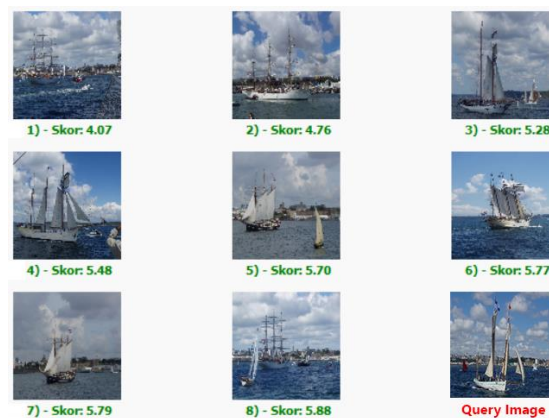 1) - Skor: 4.07
2) - Skor: 4.76
3) - Skor: 5.28
4) - Skor: 5.48
5) - Skor: 5.70
6) - Skor: 5.77
7) - Skor: 5.79
8) - Skor: 5.88
Query Image